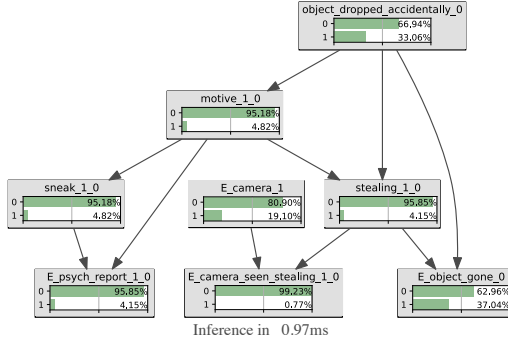 object_dropped_accidentally_0
0 66,94%
1 33,06%
motive_1_0
0 95,18%
1 4,82%
sneak_1_0
0 95,18%
1 4,82%
E_camera_1
0 80,90%
1 19,10%
stealing_1_0
0 95,85%
1 4,15%
E_psych_report_1_0
0 95,85%
1 4,15%
E_camera_seen_stealing_1_0
0 99,23%
1 0,77%
E_object_gone_0
0 62,96%
1 37,04%
Inference in 0.97ms